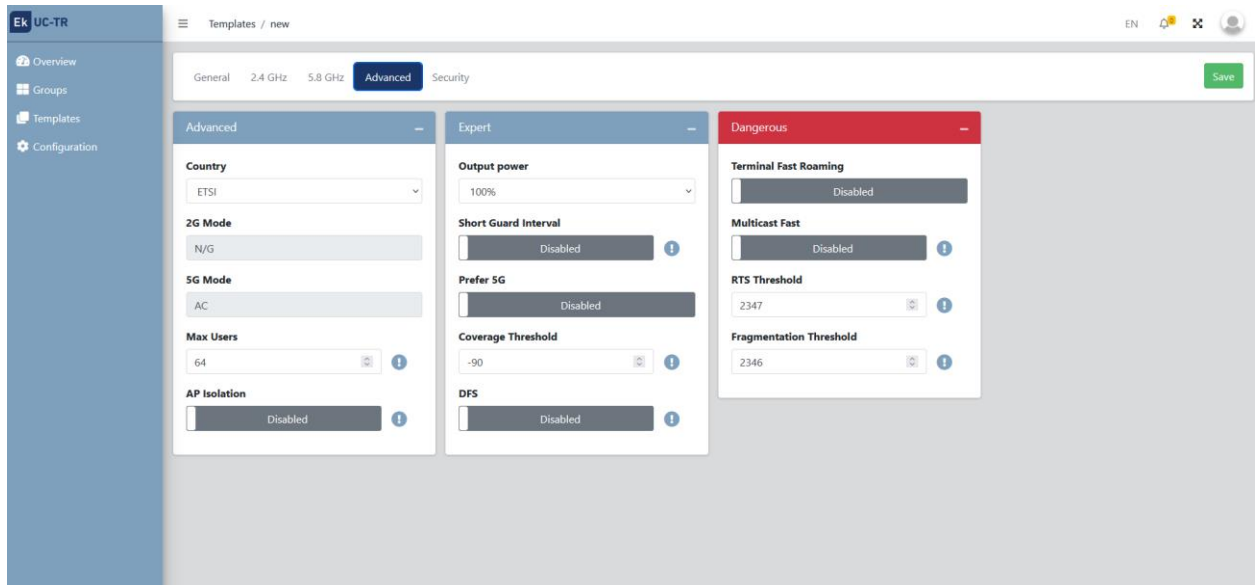 Ek UC-TR
Templates / new
EN
Overview
Groups
Templates
Configuration
General 2.4 GHz 5.8 GHz Advanced Security
Save
Advanced
Country
ETSI
2G Mode
N/G
5G Mode
AC
Max Users
64
AP Isolation
Disabled
Expert
Output power
100%
Short Guard Interval
Disabled
Prefer 5G
Disabled
Coverage Threshold
-90
DFS
Disabled
Dangerous
Terminal Fast Roaming
Disabled
Multicast Fast
Disabled
RTS Threshold
2347
Fragmentation Threshold
2346